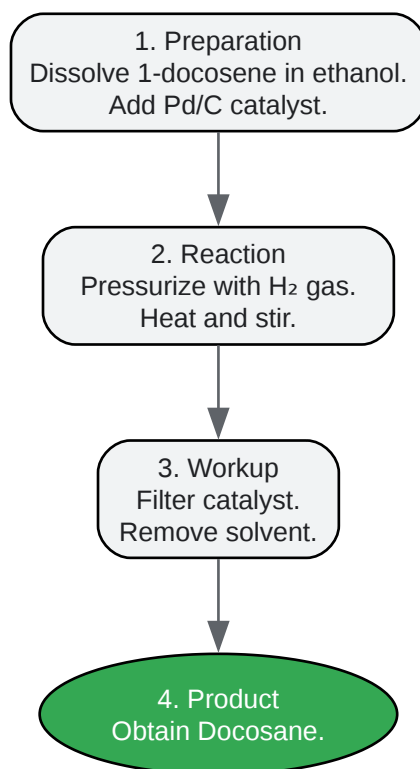 1. Preparation
Dissolve 1-docosene in ethanol.
Add Pd/C catalyst.
2. Reaction
Pressurize with H₂ gas.
Heat and stir.
3. Workup
Filter catalyst.
Remove solvent.
4. Product
Obtain Docosane.